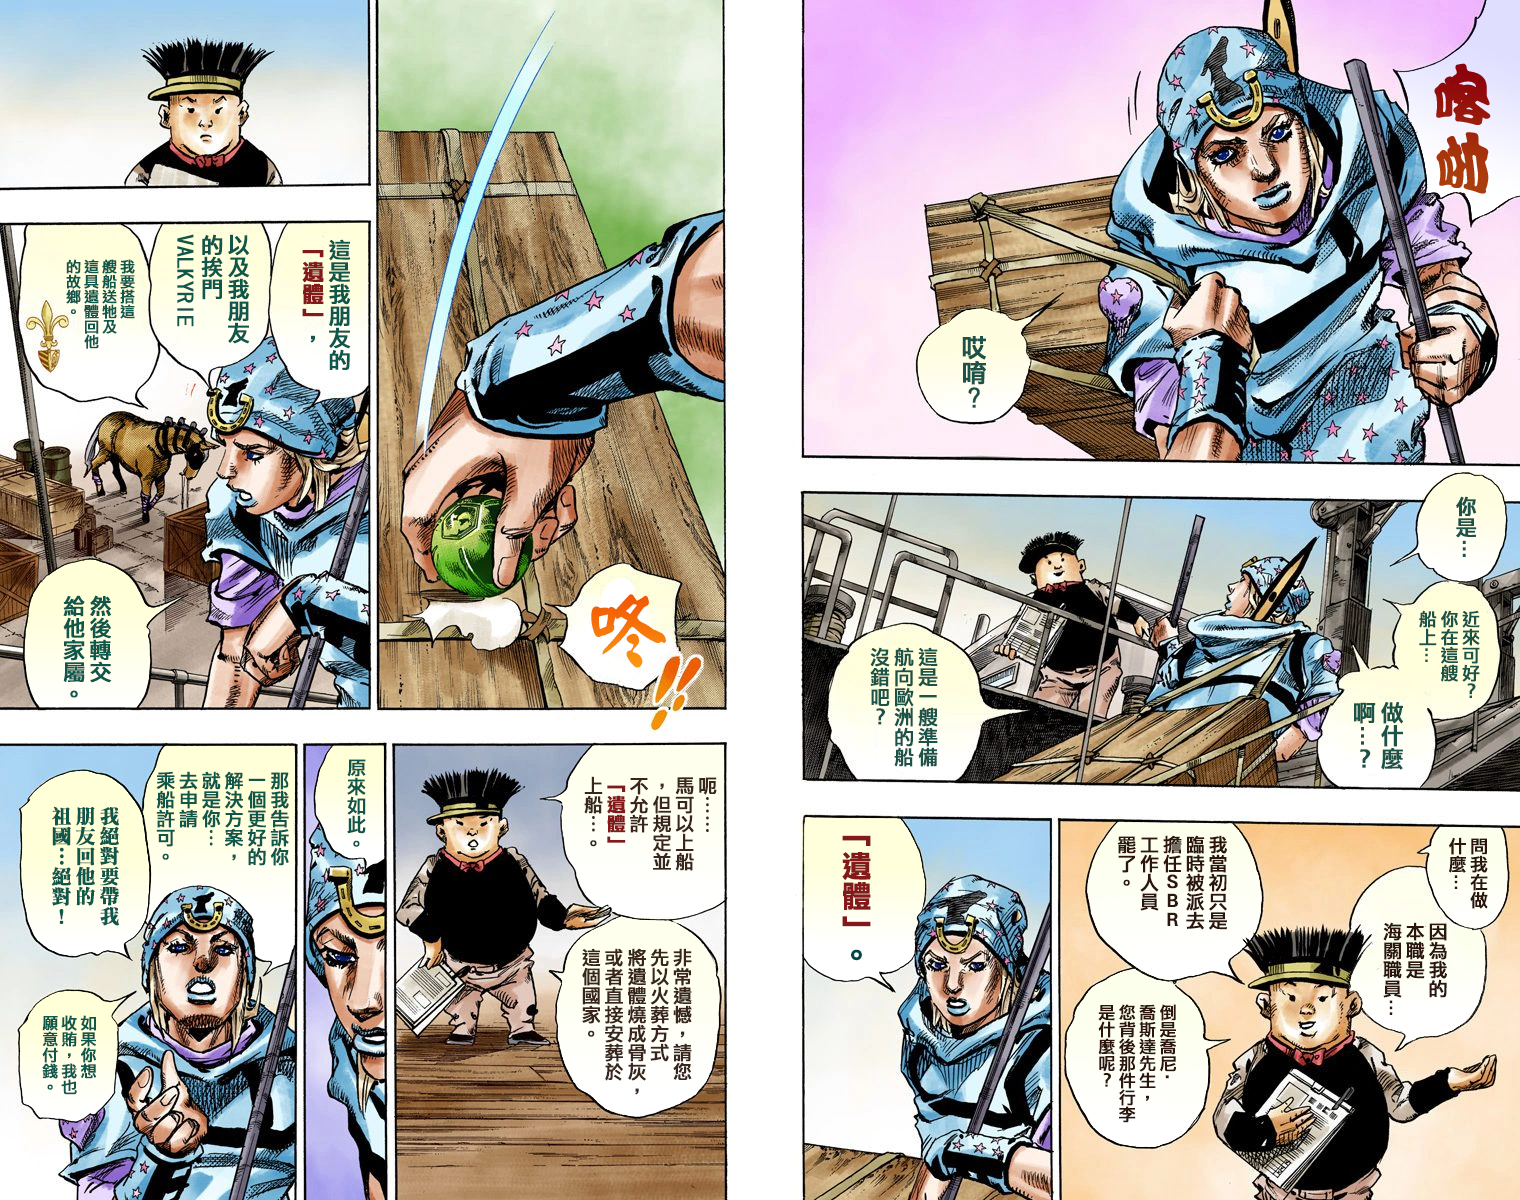 喀啦
哎唷？
你是…
近來可好？
你在這艘
船上…
做什麼
啊…？
這是一艘準備
航向歐洲的船
沒錯吧？
問我在做
什麼…
因為我的
本職是
海關職員…
我當初只是
臨時被派去
擔任SBR
工作人員
罷了。
倒是喬尼．
喬斯達先生，
您背後那件行李
是什麼呢？
「遺體」。
咚!!
這是我朋友的
「遺體」，
以及我朋友
的挨門
VALKYRIE
我要搭這
艘船送牠及
這具遺體回他
的故鄉。
然後轉交
給他家屬。
呃……
馬可以上船
，但規定並
不允許
「遺體」
上船…。
非常遺憾，請您
先以火葬方式
將遺體燒成骨灰，
或者直接安葬於
這個國家。
原來如此。
那我告訴你
一個更好的
解決方案，
就是你…
去申請
乘船許可。
我絕對要帶我
朋友回他的
祖國…絕對！
如果你想
收賄，我也
願意付錢。